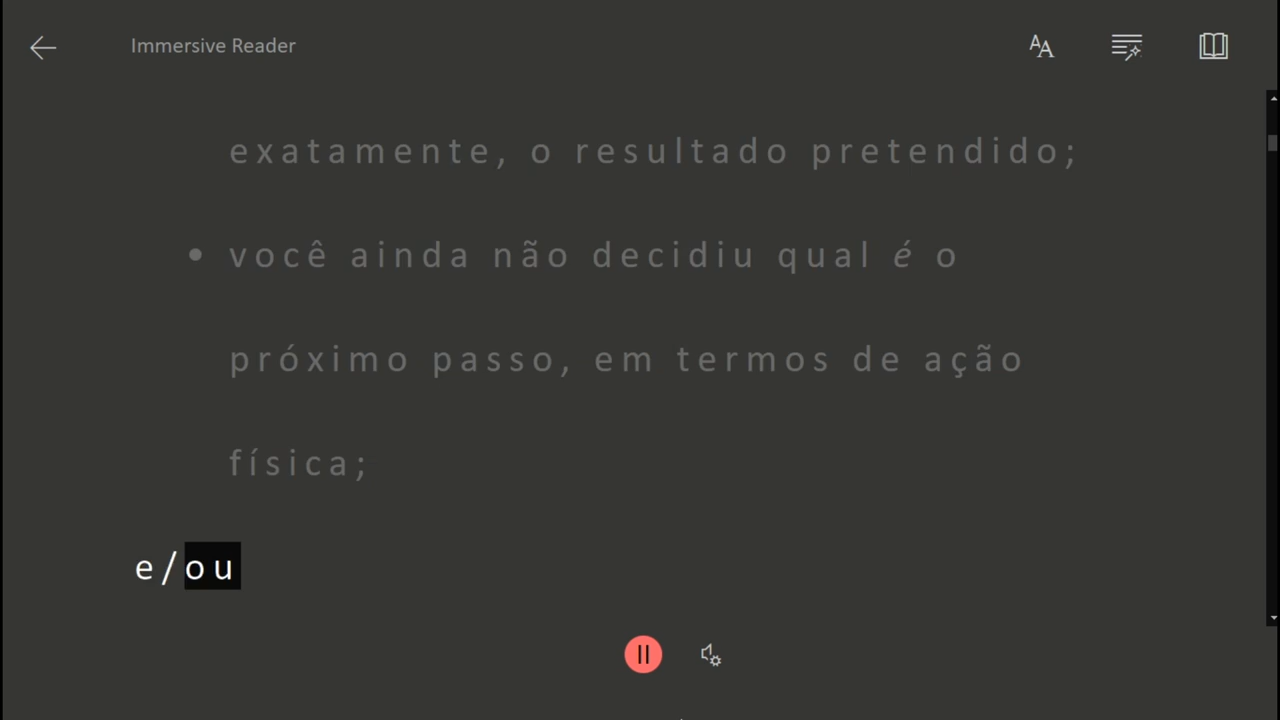 Immersive Reader
exatamente, o resultado pretendido;
• você ainda não decidiu qual é o
próximo passo, em termos de ação
física;
e/ou